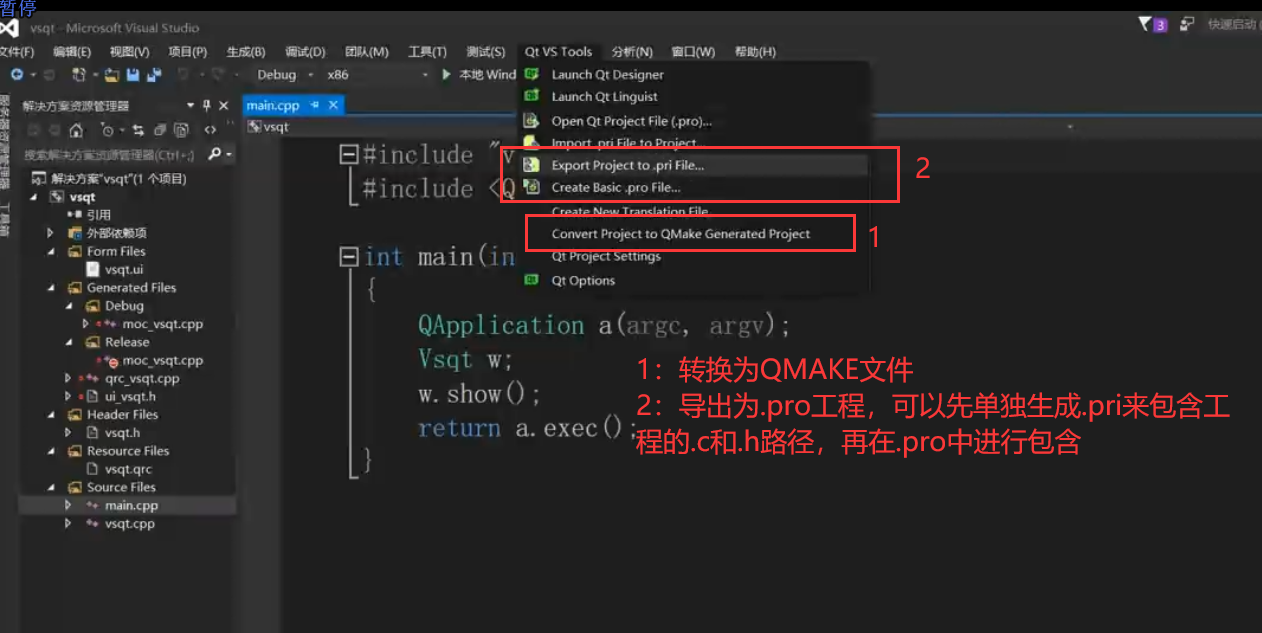 暂停
vsqt - Microsoft Visual Studio
3
快速启动
文件(F) 编辑(E) 视图(V) 项目(P) 生成(B) 调试(D) 团队(M) 工具(T) 测试(S) Qt VS Tools 分析(N) 窗口(W) 帮助(H)
Debug x86 本地 Wind
Launch Qt Designer
Launch Qt Linguist
Open Qt Project File (.pro)...
Import .pri File to Project...
Export Project to .pri File...
Create Basic .pro File...
Create New Translation File
Convert Project to QMake Generated Project
Qt Project Settings
Qt Options
2
1
解决方案资源管理器
搜索解决方案资源管理器(Ctrl+;)
解决方案"vsqt"(1 个项目)
vsqt
引用
外部依赖项
Form Files
vsqt.ui
Generated Files
Debug
moc_vsqt.cpp
Release
moc_vsqt.cpp
qrc_vsqt.cpp
ui_vsqt.h
Header Files
vsqt.h
Resource Files
vsqt.qrc
Source Files
main.cpp
vsqt.cpp
main.cpp
vsqt
#include "v
#include <Q
int main(in
{
QApplication a(argc, argv);
Vsqt w;
w.show();
return a.exec();
}
1：转换为QMAKE文件
2：导出为.pro工程，可以先单独生成.pri来包含工
程的.c和.h路径，再在.pro中进行包含